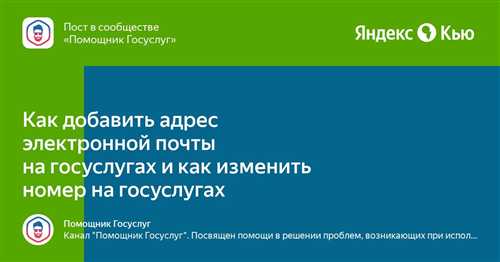 Пост в сообществе
«Помощник Госуслуг»
Яндекс Кью
Как добавить адрес
электронной почты
на госуслугах и как изменить
номер на госуслугах
Помощник Госуслуг
Канал "Помощник Госуслуг". Посвящен помощи в решении проблем, возникающих при испол...